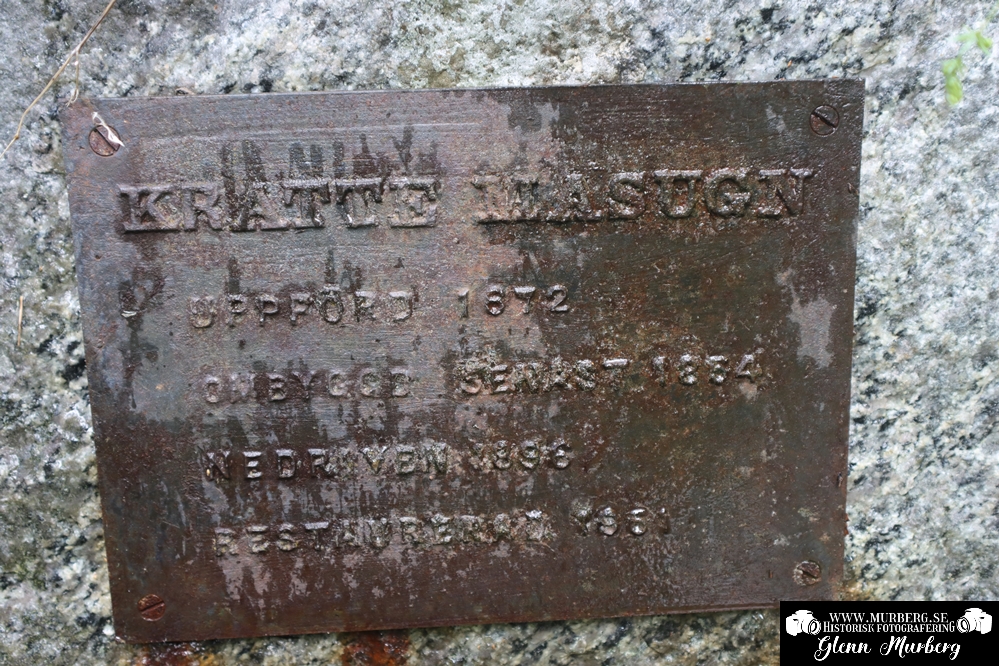 KRATTE MASUGN
UPPFÖRD 1872
OMBYGGD SENAST
NEDRIVEN
RESTAURERAD
WWW.MURBERG.SE
HISTORISK FOTOGRAFERING
Glenn Murberg